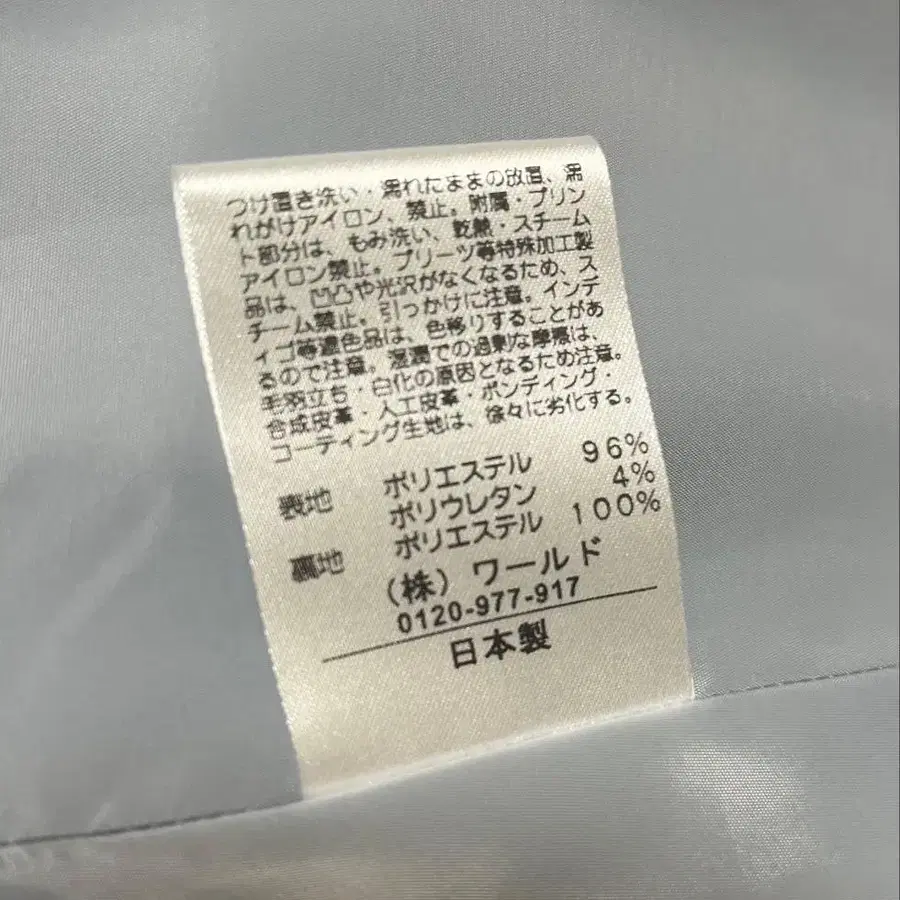 つけ置き洗い・濡れたままの放置、濡
れがけアイロン、禁止。附属・プリン
ト部分は、もみ洗い、乾熱・スチーム
アイロン禁止。プリーツ等特殊加工製
品は、凹凸や光沢がなくなるため、ス
チーム禁止。引っかけに注意。インデ
ィゴ等濃色品は、色移りすることがあ
るので注意。湿潤での過剰な摩擦は、
毛羽立ち・白化の原因となるため注意。
合成皮革・人工皮革・ボンディング・
コーティング生地は、徐々に劣化する。
表地 ポリエステル 96%
ポリウレタン 4%
裏地 ポリエステル 100%
(株) ワールド
0120-977-917
日本製